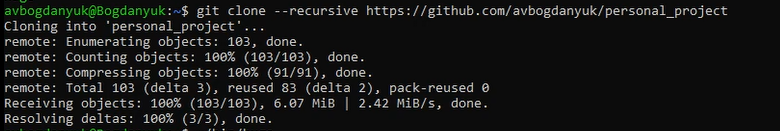 avbogdanyuk@Bogdanyuk:~$ git clone --recursive https://github.com/avbogdanyuk/personal_project
Cloning into 'personal_project'...
remote: Enumerating objects: 103, done.
remote: Counting objects: 100% (103/103), done.
remote: Compressing objects: 100% (91/91), done.
remote: Total 103 (delta 3), reused 83 (delta 2), pack-reused 0
Receiving objects: 100% (103/103), 6.07 MiB | 2.42 MiB/s, done.
Resolving deltas: 100% (3/3), done.